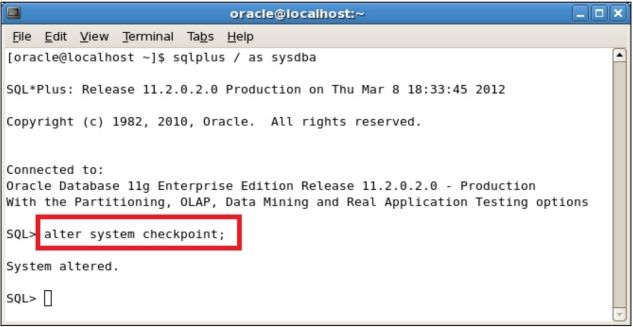 oracle@localhost:~
File Edit View Terminal Tabs Help
[oracle@localhost ~]$ sqlplus / as sysdba
SQL*Plus: Release 11.2.0.2.0 Production on Thu Mar 8 18:33:45 2012
Copyright (c) 1982, 2010, Oracle.  All rights reserved.
Connected to:
Oracle Database 11g Enterprise Edition Release 11.2.0.2.0 - Production
With the Partitioning, OLAP, Data Mining and Real Application Testing options
SQL> alter system checkpoint;
System altered.
SQL>